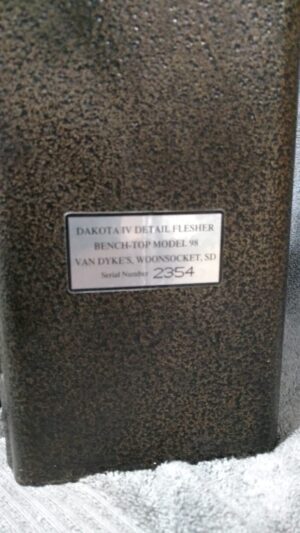 DAKOTA IV DETAIL FLESHER
BENCH-TOP MODEL 98
VAN DYKE'S, WOONSOCKET, SD
Serial Number 2354